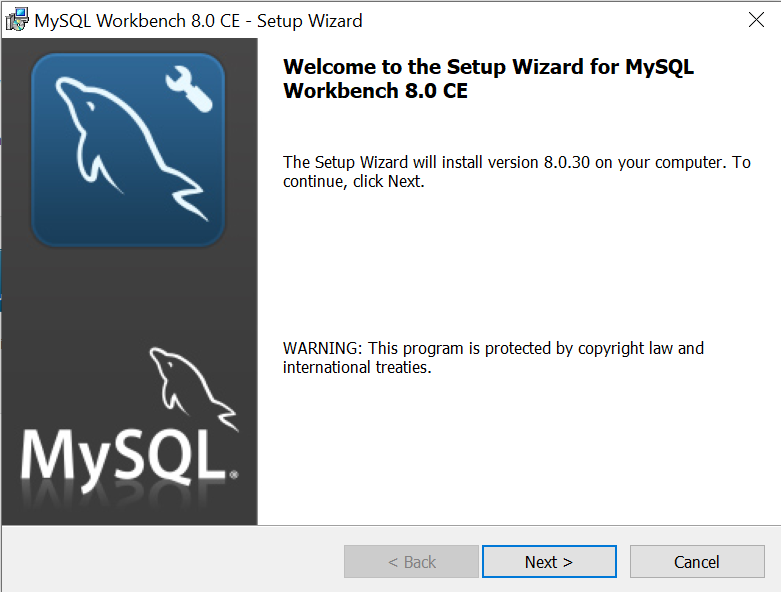 MySQL Workbench 8.0 CE - Setup Wizard
Welcome to the Setup Wizard for MySQL
Workbench 8.0 CE
The Setup Wizard will install version 8.0.30 on your computer. To
continue, click Next.
WARNING: This program is protected by copyright law and
international treaties.
MySQL®
< Back
Next >
Cancel